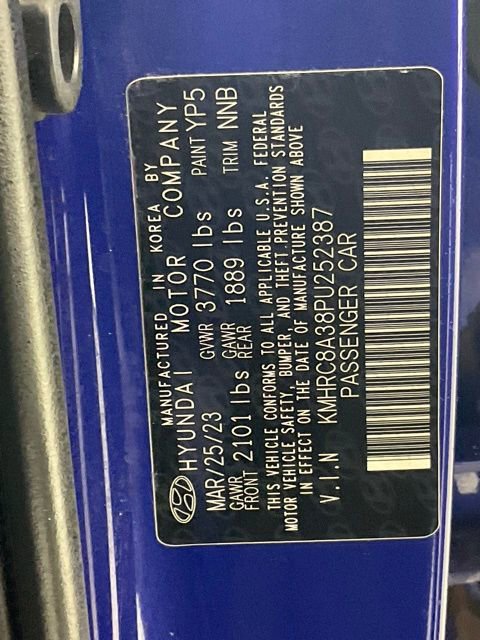 MANUFACTURED IN KOREA BY
HYUNDAI MOTOR COMPANY
MAR/25/23 GVWR 3770 lbs PAINT YP5
GAWR FRONT 2101 lbs GAWR REAR 1889 lbs TRIM NNB
THIS VEHICLE CONFORMS TO ALL APPLICABLE U.S.A. FEDERAL
MOTOR VEHICLE SAFETY, BUMPER, AND THEFT PREVENTION STANDARDS
IN EFFECT ON THE DATE OF MANUFACTURE SHOWN ABOVE
V.I.N KMHRC8A38PU252387
PASSENGER CAR